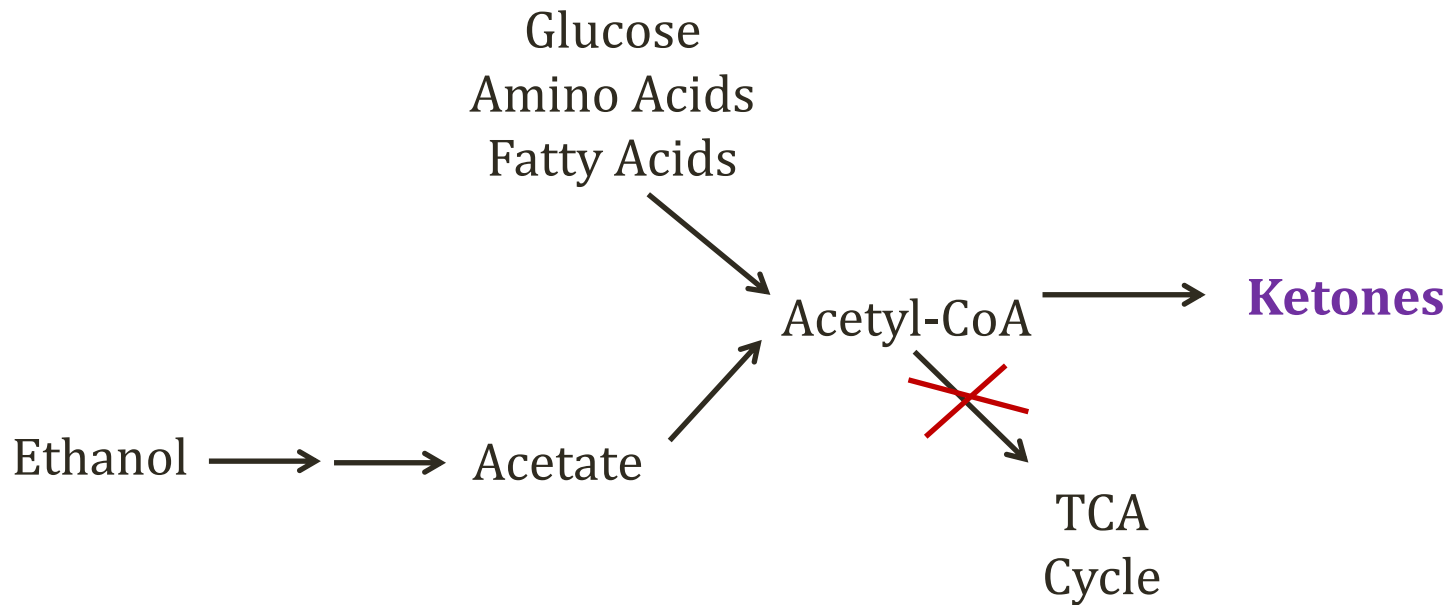 Glucose
Amino Acids
Fatty Acids
Acetyl-CoA
Ketones
Ethanol
Acetate
TCA
Cycle